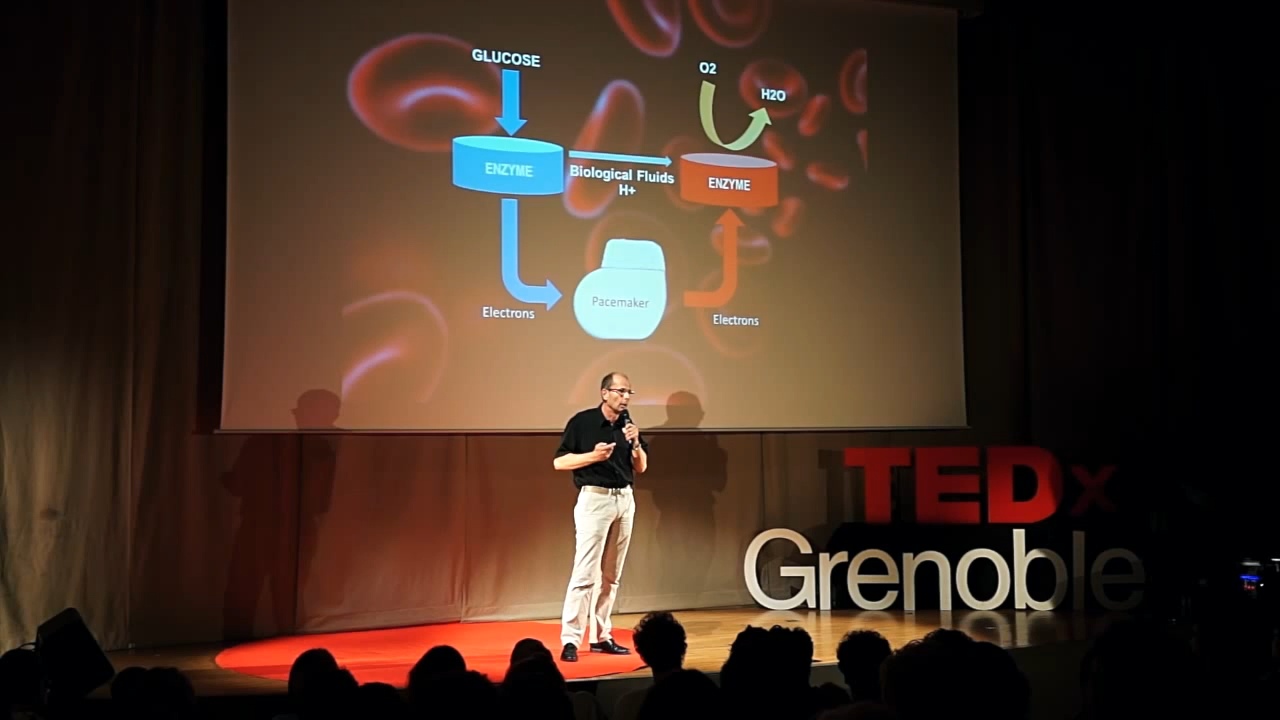 GLUCOSE
O2
H2O
ENZYME
Biological Fluids
H+
ENZYME
Pacemaker
Electrons
Electrons
TEDx
Grenoble